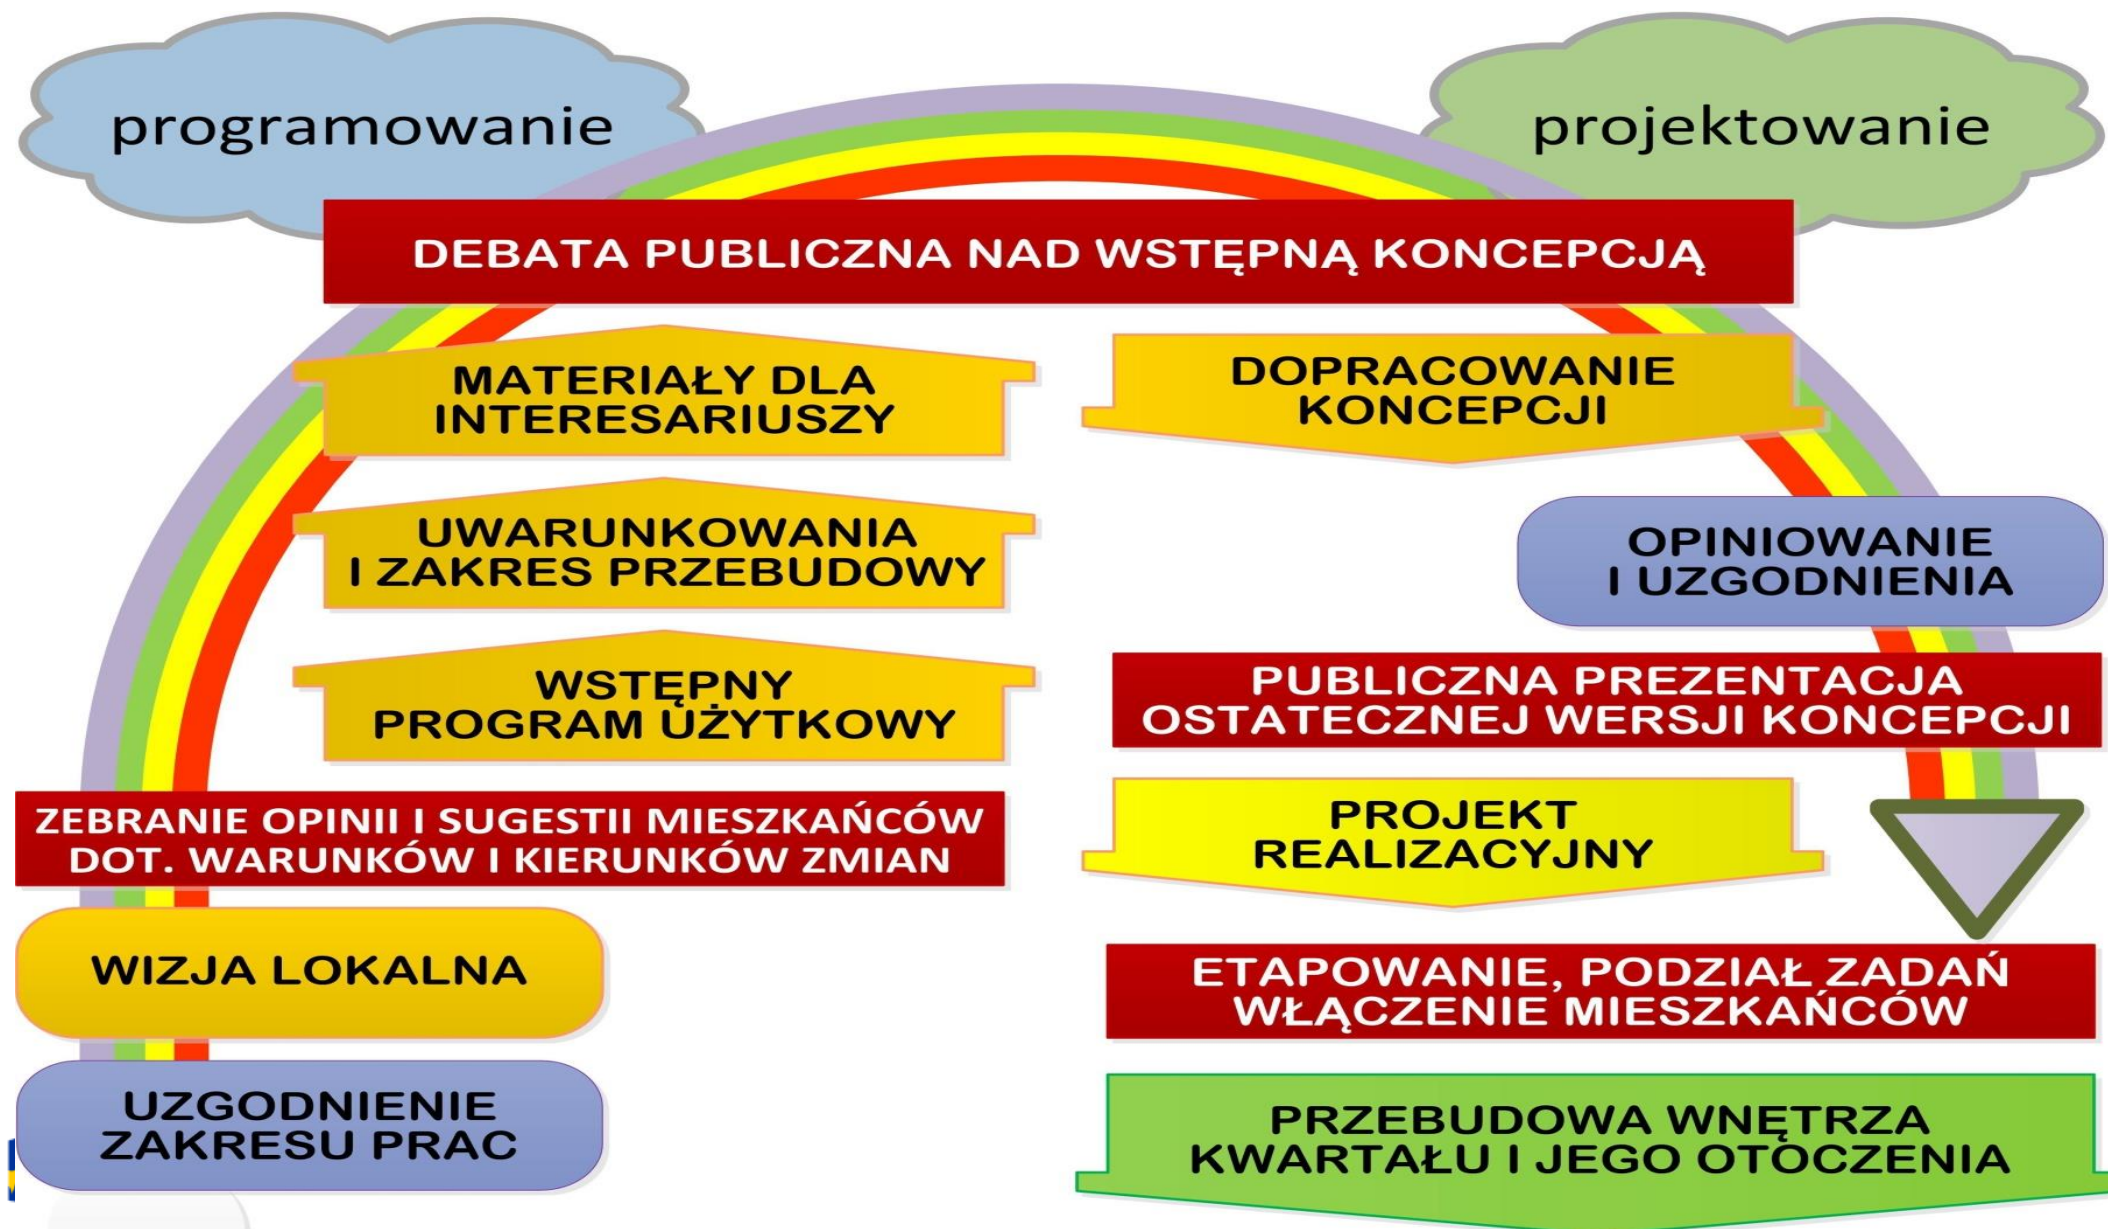 programowanie
projektowanie
DEBATA PUBLICZNA NAD WSTĘPNĄ KONCEPCJĄ
MATERIAŁY DLA
INTERESARIUSZY
UWARUNKOWANIA
I ZAKRES PRZEBUDOWY
WSTĘPNY
PROGRAM UŻYTKOWY
ZEBRANIE OPINII I SUGESTII MIESZKAŃCÓW
DOT. WARUNKÓW I KIERUNKÓW ZMIAN
WIZJA LOKALNA
UZGODNIENIE
ZAKRESU PRAC
DOPRACOWANIE
KONCEPCJI
OPINIOWANIE
I UZGODNIENIA
PUBLICZNA PREZENTACJA
OSTATECZNEJ WERSJI KONCEPCJI
PROJEKT
REALIZACYJNY
ETAPOWANIE, PODZIAŁ ZADAŃ
WŁĄCZENIE MIESZKAŃCÓW
PRZEBUDOWA WNĘTRZA
KWARTAŁU I JEGO OTOCZENIA